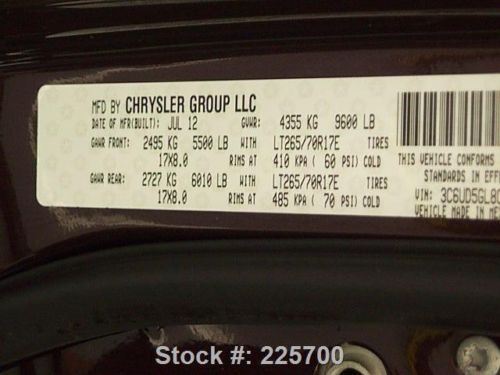 MFD BY CHRYSLER GROUP LLC
DATE OF MFR(BUILT): JUL 12 GVWR: 4355 KG 9600 LB
GAWR FRONT: 2495 KG 5500 LB WITH LT265/70R17E TIRES
17X8.0 RIMS AT 410 KPA ( 60 PSI) COLD
GAWR REAR: 2727 KG 6010 LB WITH LT265/70R17E TIRES
17X8.0 RIMS AT 485 KPA ( 70 PSI) COLD
THIS VEHICLE CONFORMS
STANDARDS IN EFFE
VIN: 3C6UD5GL8C
VEHICLE MADE IN M
Stock #: 225700